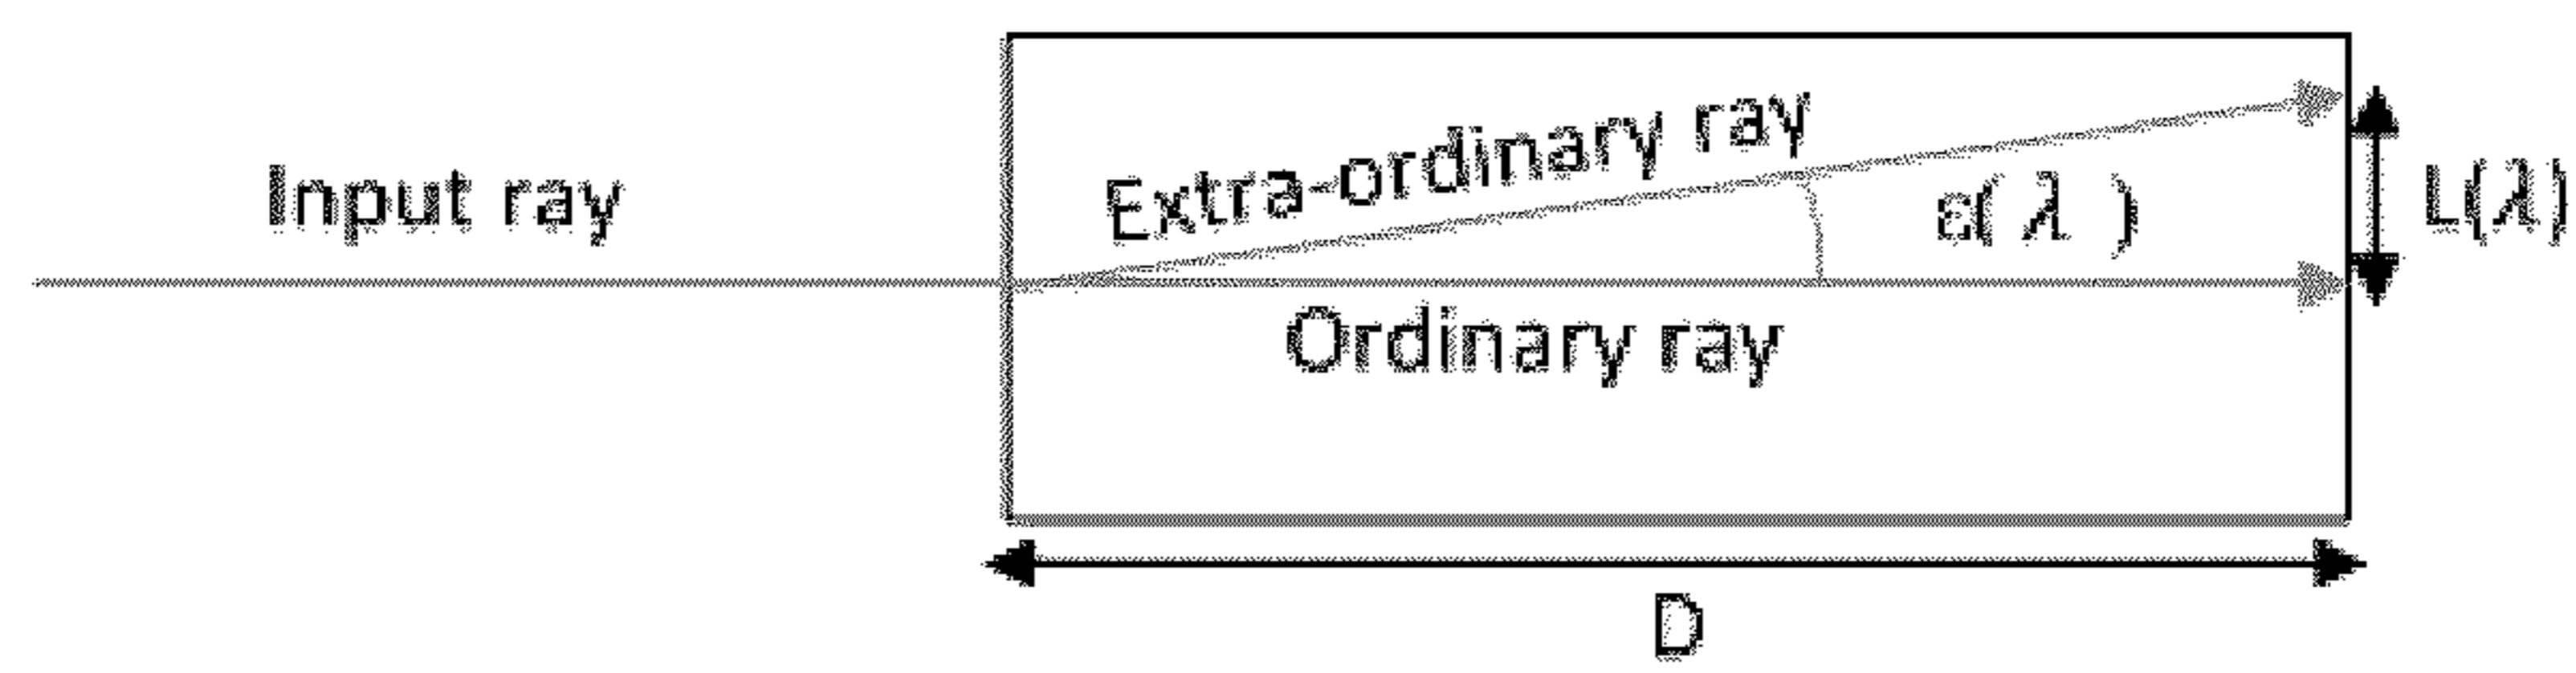 Input ray
Extra-ordinary ray
ε(λ)
L(λ)
Ordinary ray
D